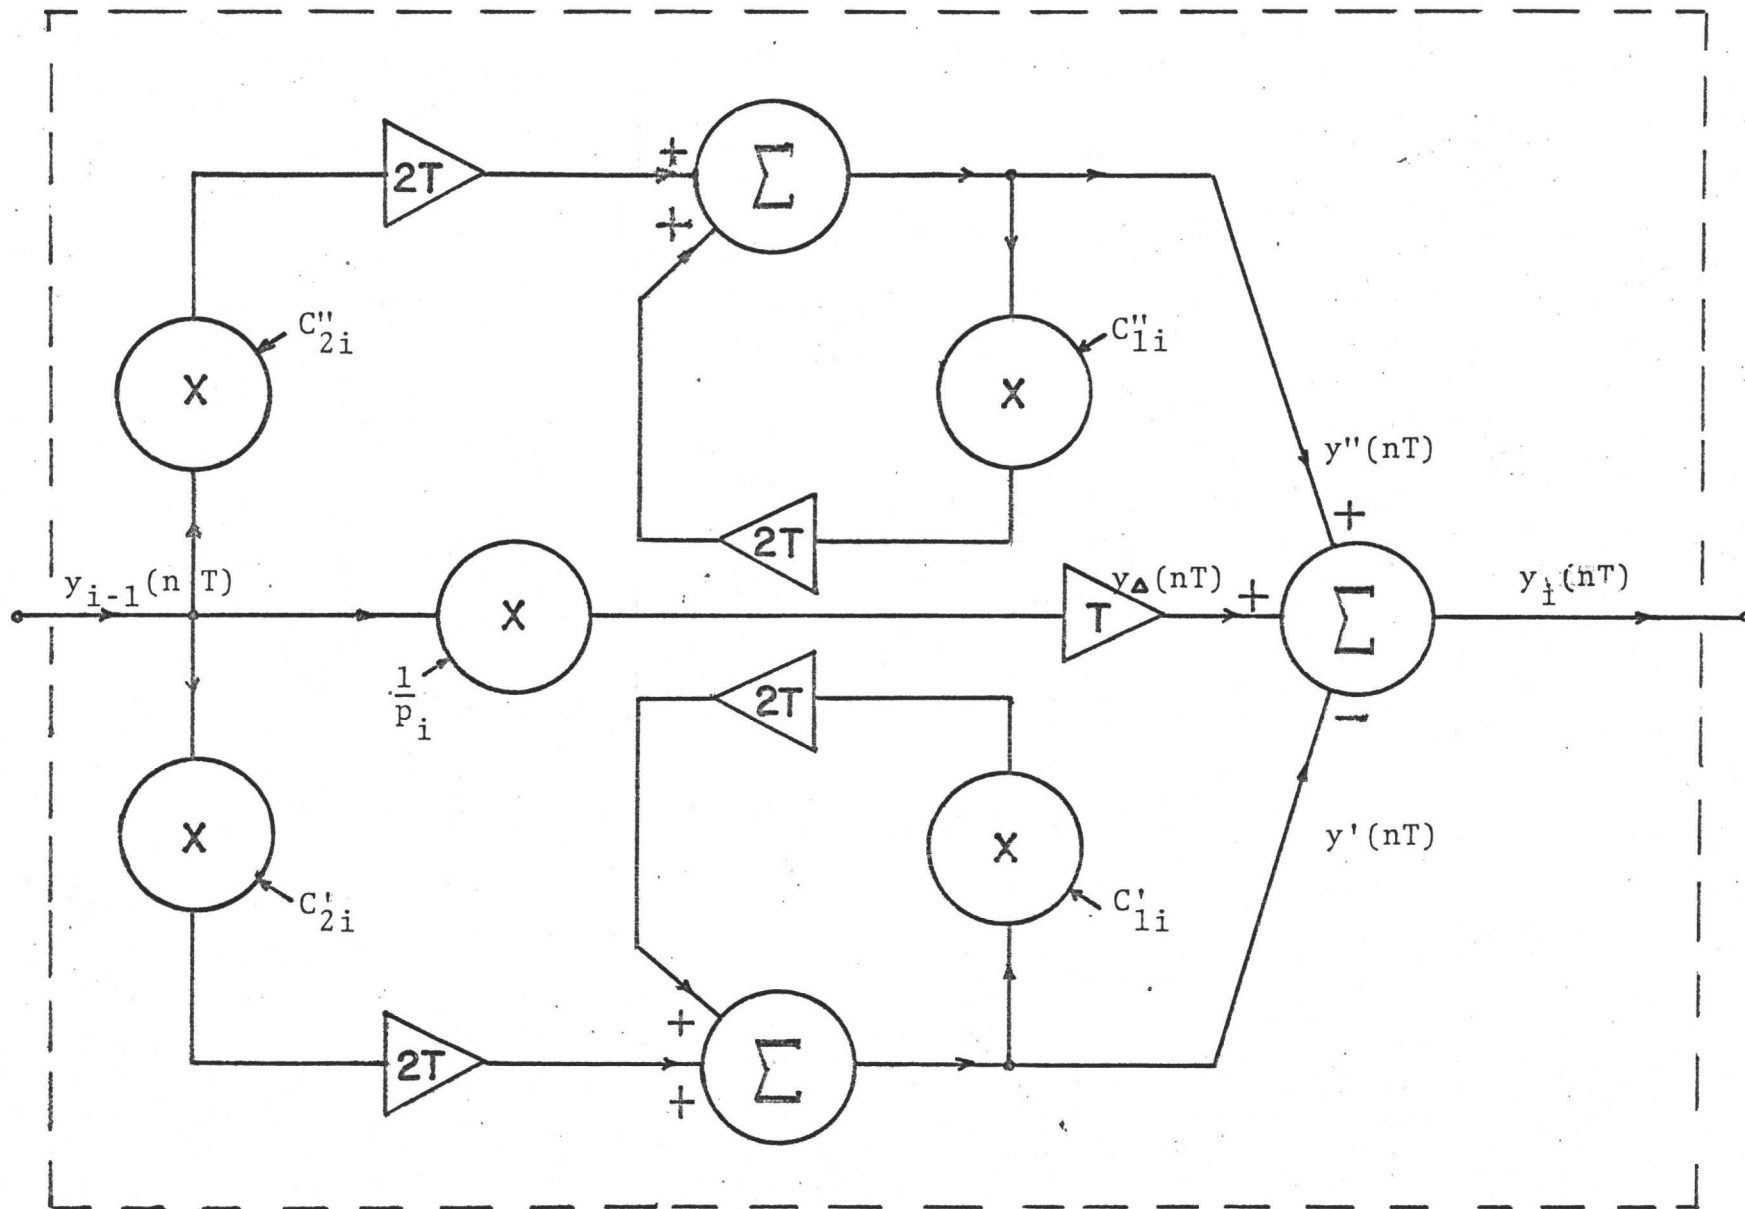 2T
+
+
Σ
C"2i
X
C"1i
X
y"(nT)
2T
+
yi-1(nT)
X
T
yΔ(nT)
+
Σ
yi(nT)
1/pi
2T
−
X
C'2i
X
C'1i
y'(nT)
2T
+
+
Σ